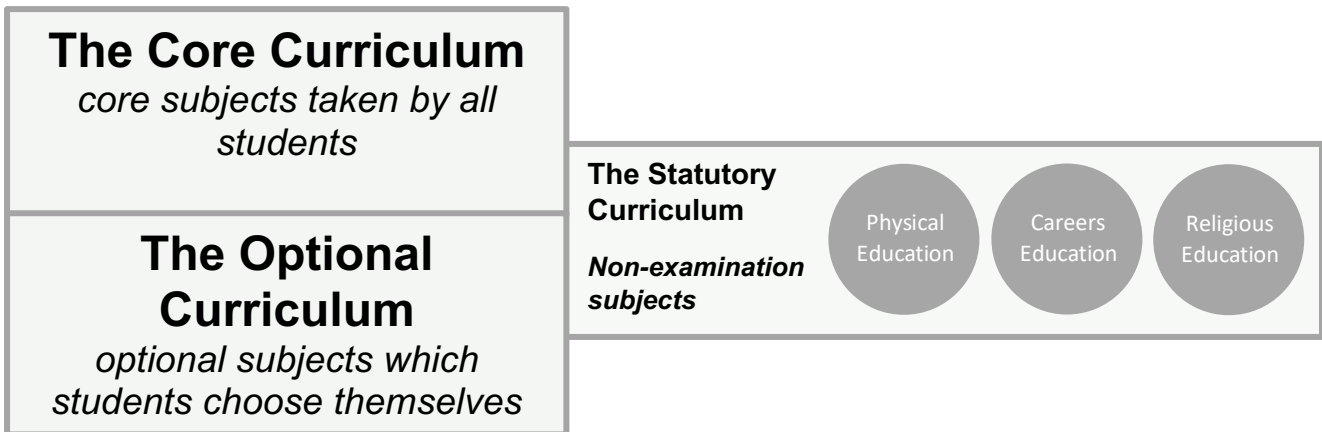 The Core Curriculum
core subjects taken by all
students
The Optional
Curriculum
optional subjects which
students choose themselves
The Statutory
Curriculum
Non-examination
subjects
Physical
Education
Careers
Education
Religious
Education